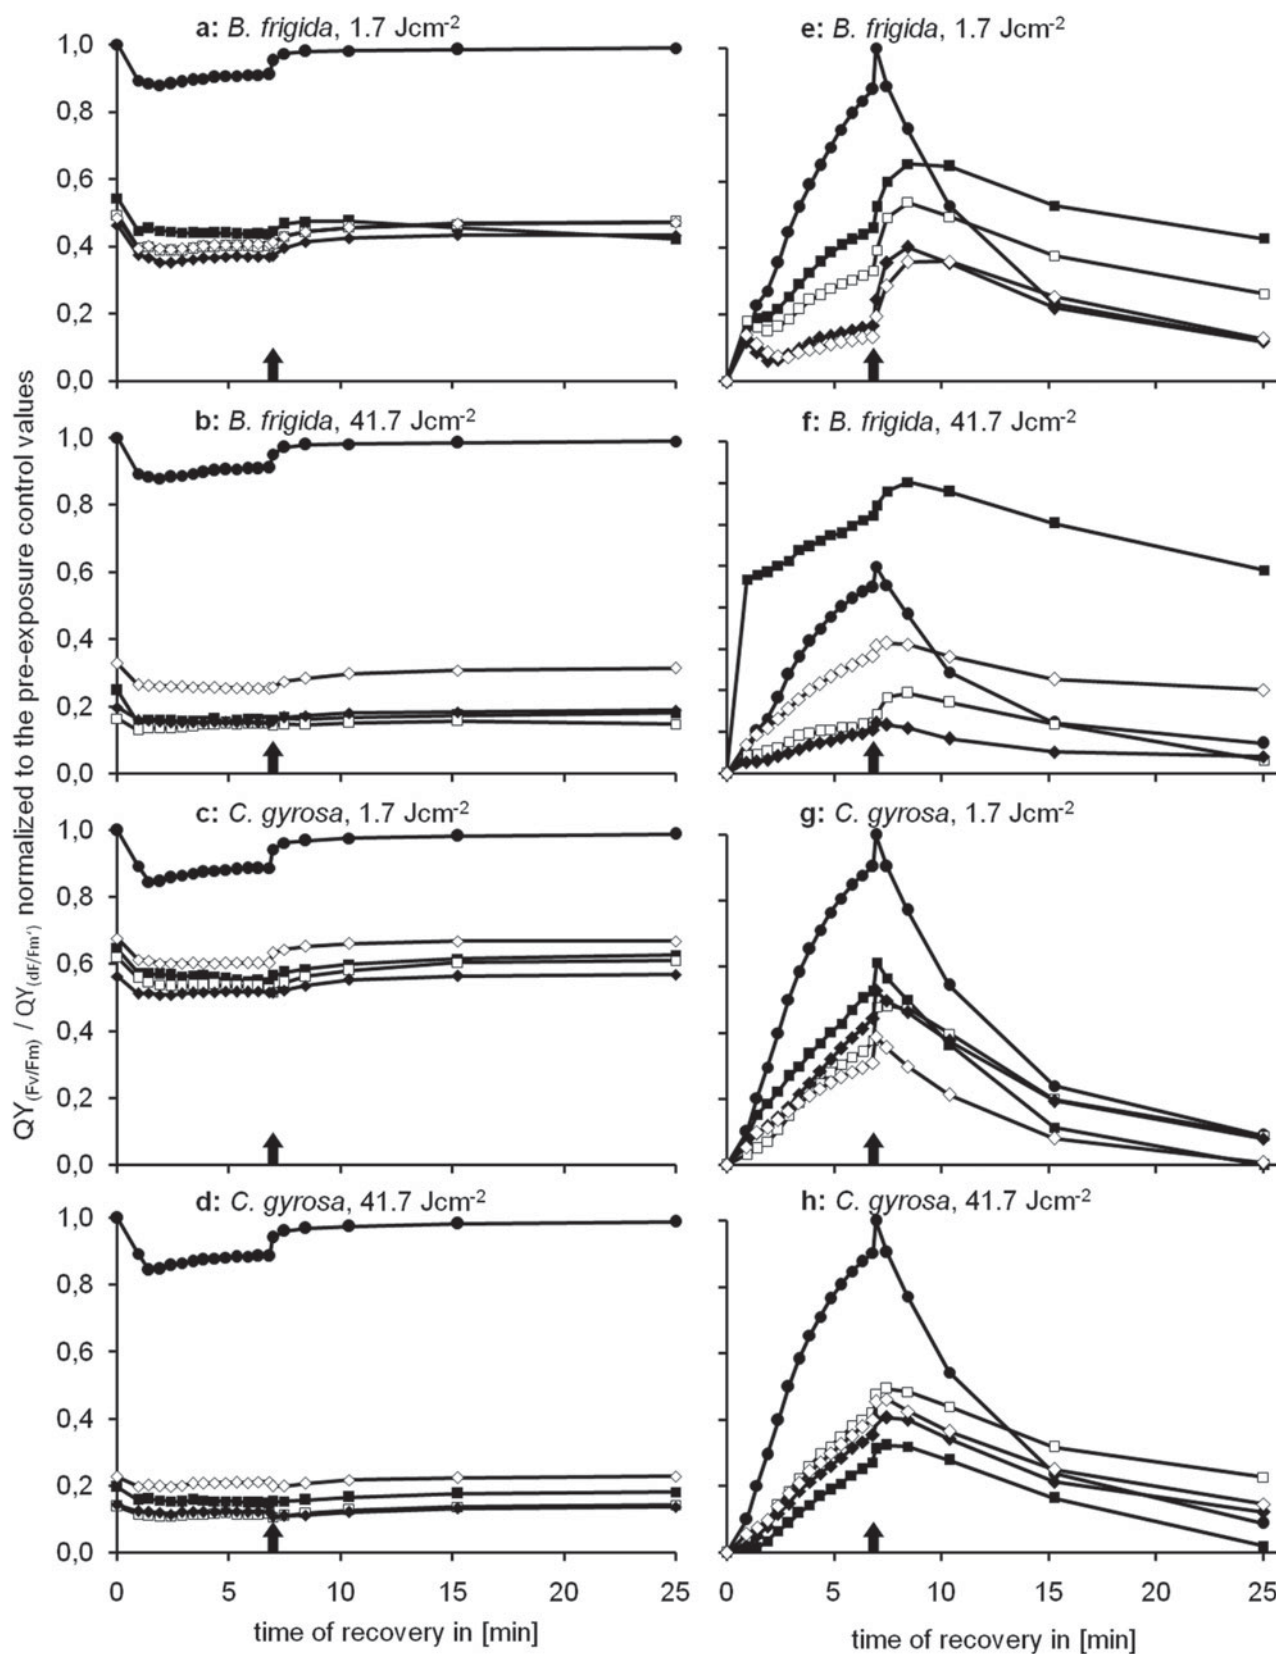 a: B. frigida, 1.7 Jcm-2
1,0
0,8
0,6
0,4
0,2
0,0
b: B. frigida, 41.7 Jcm-2
1,0
0,8
0,6
0,4
0,2
0,0
c: C. gyrosa, 1.7 Jcm-2
1,0
0,8
0,6
0,4
0,2
0,0
d: C. gyrosa, 41.7 Jcm-2
1,0
0,8
0,6
0,4
0,2
0,0
0 5 10 15 20 25
time of recovery in [min]
QY(Fv/Fm) / QY(dF/Fm') normalized to the pre-exposure control values
e: B. frigida, 1.7 Jcm-2
f: B. frigida, 41.7 Jcm-2
g: C. gyrosa, 1.7 Jcm-2
h: C. gyrosa, 41.7 Jcm-2
0 5 10 15 20 25
time of recovery in [min]